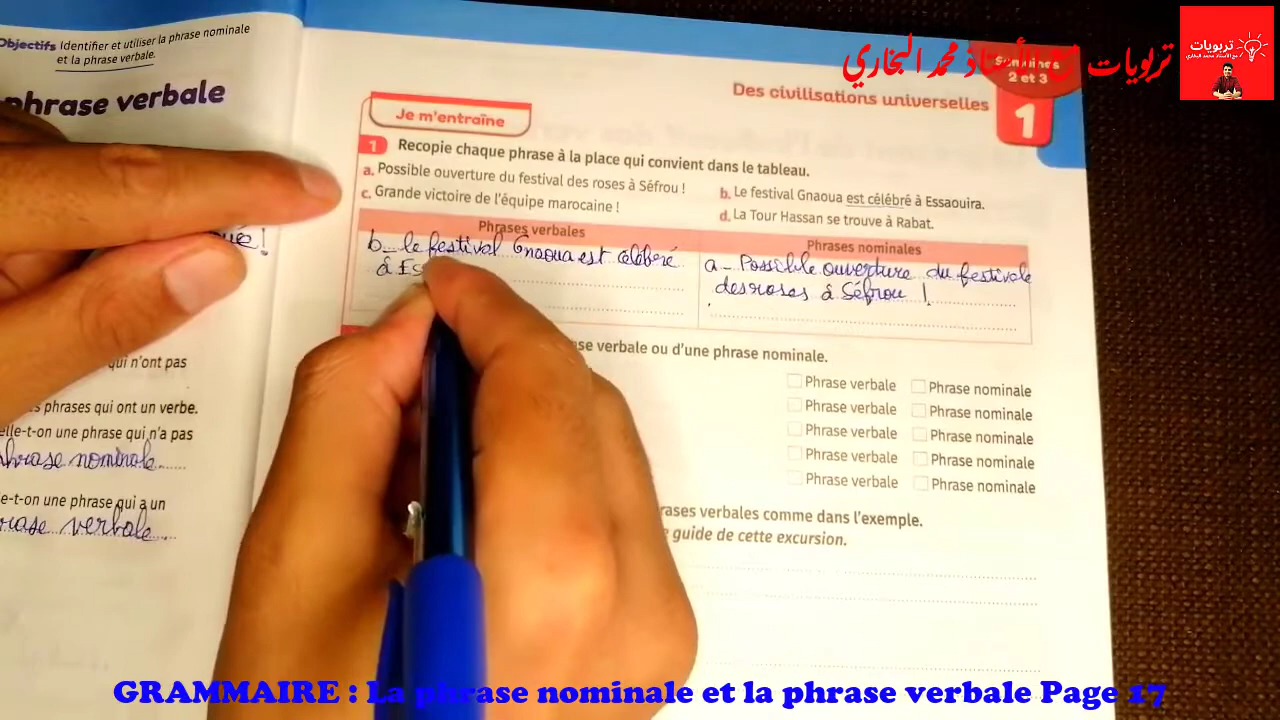 Objectifs Identifier et utiliser la phrase nominale
et la phrase verbale.
phrase verbale
تربويات مع الأستاذ محمد البخاري
تربويات
مع الأستاذ محمد البخاري
Semaines
2 et 3
Des civilisations universelles
1
Je m'entraîne
1 Recopie chaque phrase à la place qui convient dans le tableau.
a. Possible ouverture du festival des roses à Séfrou !
b. Le festival Gnaoua est célébré à Essaouira.
c. Grande victoire de l'équipe marocaine !
d. La Tour Hassan se trouve à Rabat.
Phrases verbales
Phrases nominales
b... le festival Gnaoua est célébré
à Es
a - Possible ouverture du festivale
des roses à Séfrou !
verbale ou d'une phrase nominale.
Phrase verbale Phrase nominale
Phrase verbale Phrase nominale
Phrase verbale Phrase nominale
Phrase verbale Phrase nominale
Phrase verbale Phrase nominale
verbales comme dans l'exemple.
guide de cette excursion.
qui n'ont pas
phrases qui ont un verbe.
-t-on une phrase qui n'a pas
phrase nominale
-t-on une phrase qui a un
verbale
GRAMMAIRE : La phrase nominale et la phrase verbale Page 17